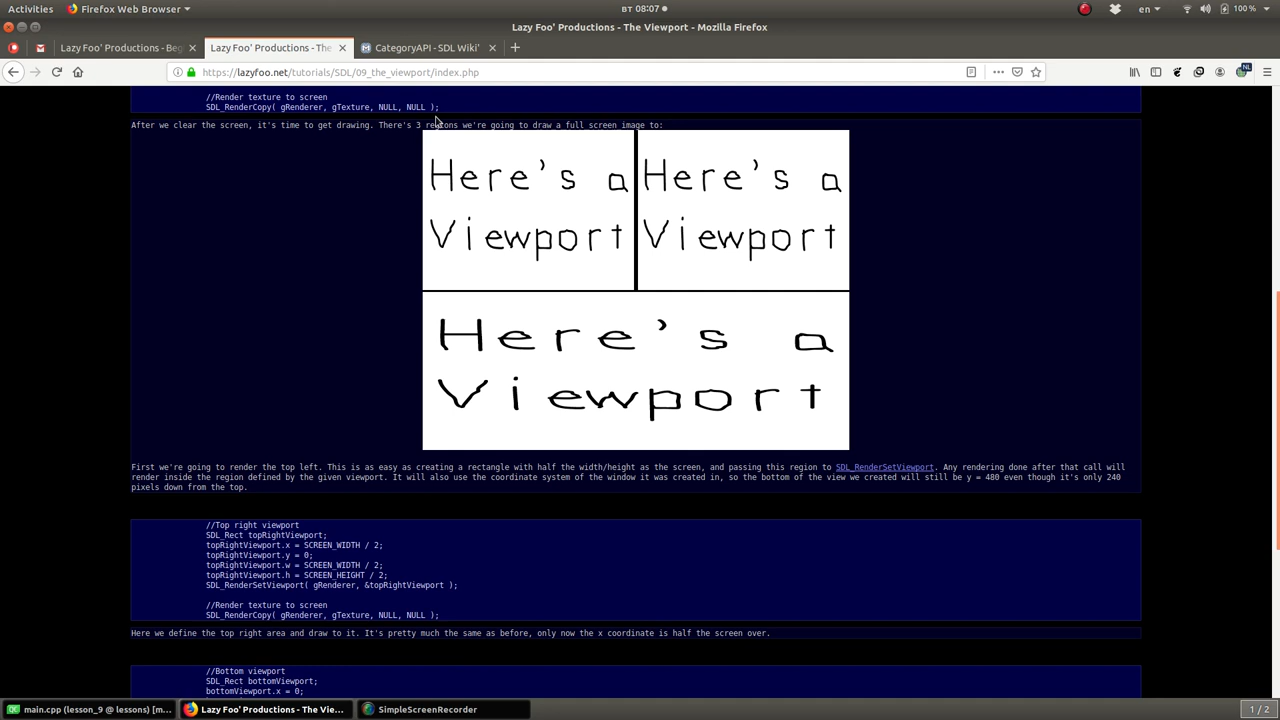 Activities
Firefox Web Browser
вт 08:07
en
100 %
Lazy Foo' Productions - The Viewport - Mozilla Firefox
Lazy Foo' Productions - Beg
Lazy Foo' Productions - The
CategoryAPI - SDL Wiki'
https://lazyfoo.net/tutorials/SDL/09_the_viewport/index.php
NL
//Render texture to screen
SDL_RenderCopy( gRenderer, gTexture, NULL, NULL );
After we clear the screen, it's time to get drawing. There's 3 regions we're going to draw a full screen image to:
Here's a
Viewport
Here's a
Viewport
Here's a
Viewport
First we're going to render the top left. This is as easy as creating a rectangle with half the width/height as the screen, and passing this region to SDL_RenderSetViewport. Any rendering done after that call will
render inside the region defined by the given viewport. It will also use the coordinate system of the window it was created in, so the bottom of the view we created will still be y = 480 even though it's only 240
pixels down from the top.
//Top right viewport
SDL_Rect topRightViewport;
topRightViewport.x = SCREEN_WIDTH / 2;
topRightViewport.y = 0;
topRightViewport.w = SCREEN_WIDTH / 2;
topRightViewport.h = SCREEN_HEIGHT / 2;
SDL_RenderSetViewport( gRenderer, &topRightViewport );
//Render texture to screen
SDL_RenderCopy( gRenderer, gTexture, NULL, NULL );
Here we define the top right area and draw to it. It's pretty much the same as before, only now the x coordinate is half the screen over.
//Bottom viewport
SDL_Rect bottomViewport;
bottomViewport.x = 0;
main.cpp (lesson_9 @ lessons) [m...
Lazy Foo' Productions - The Vie...
SimpleScreenRecorder
1 / 2